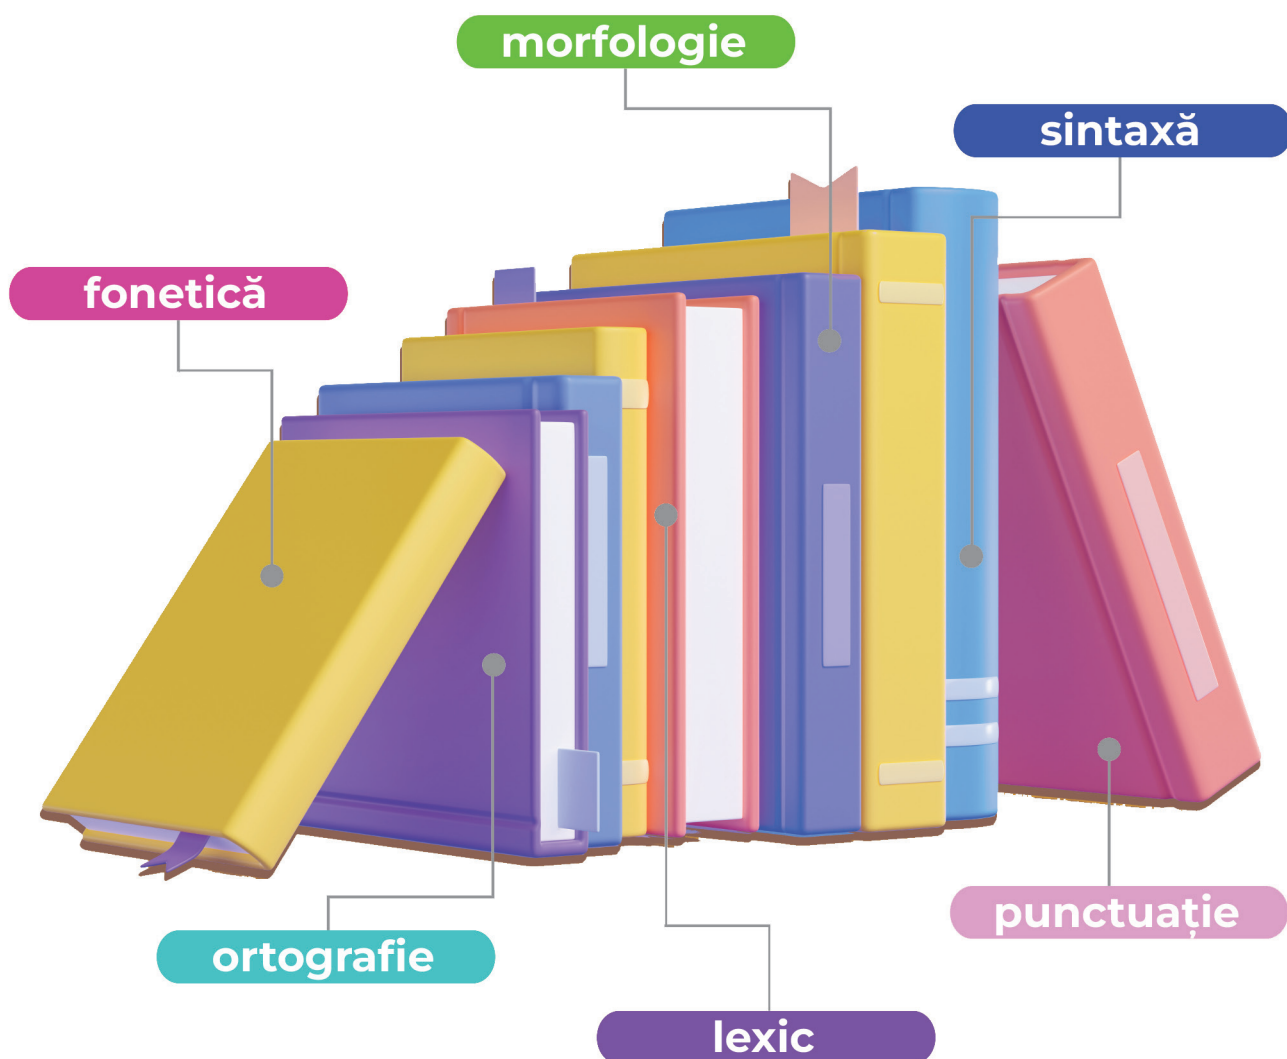 morfologie
sintaxă
fonetică
punctuație
ortografie
lexic